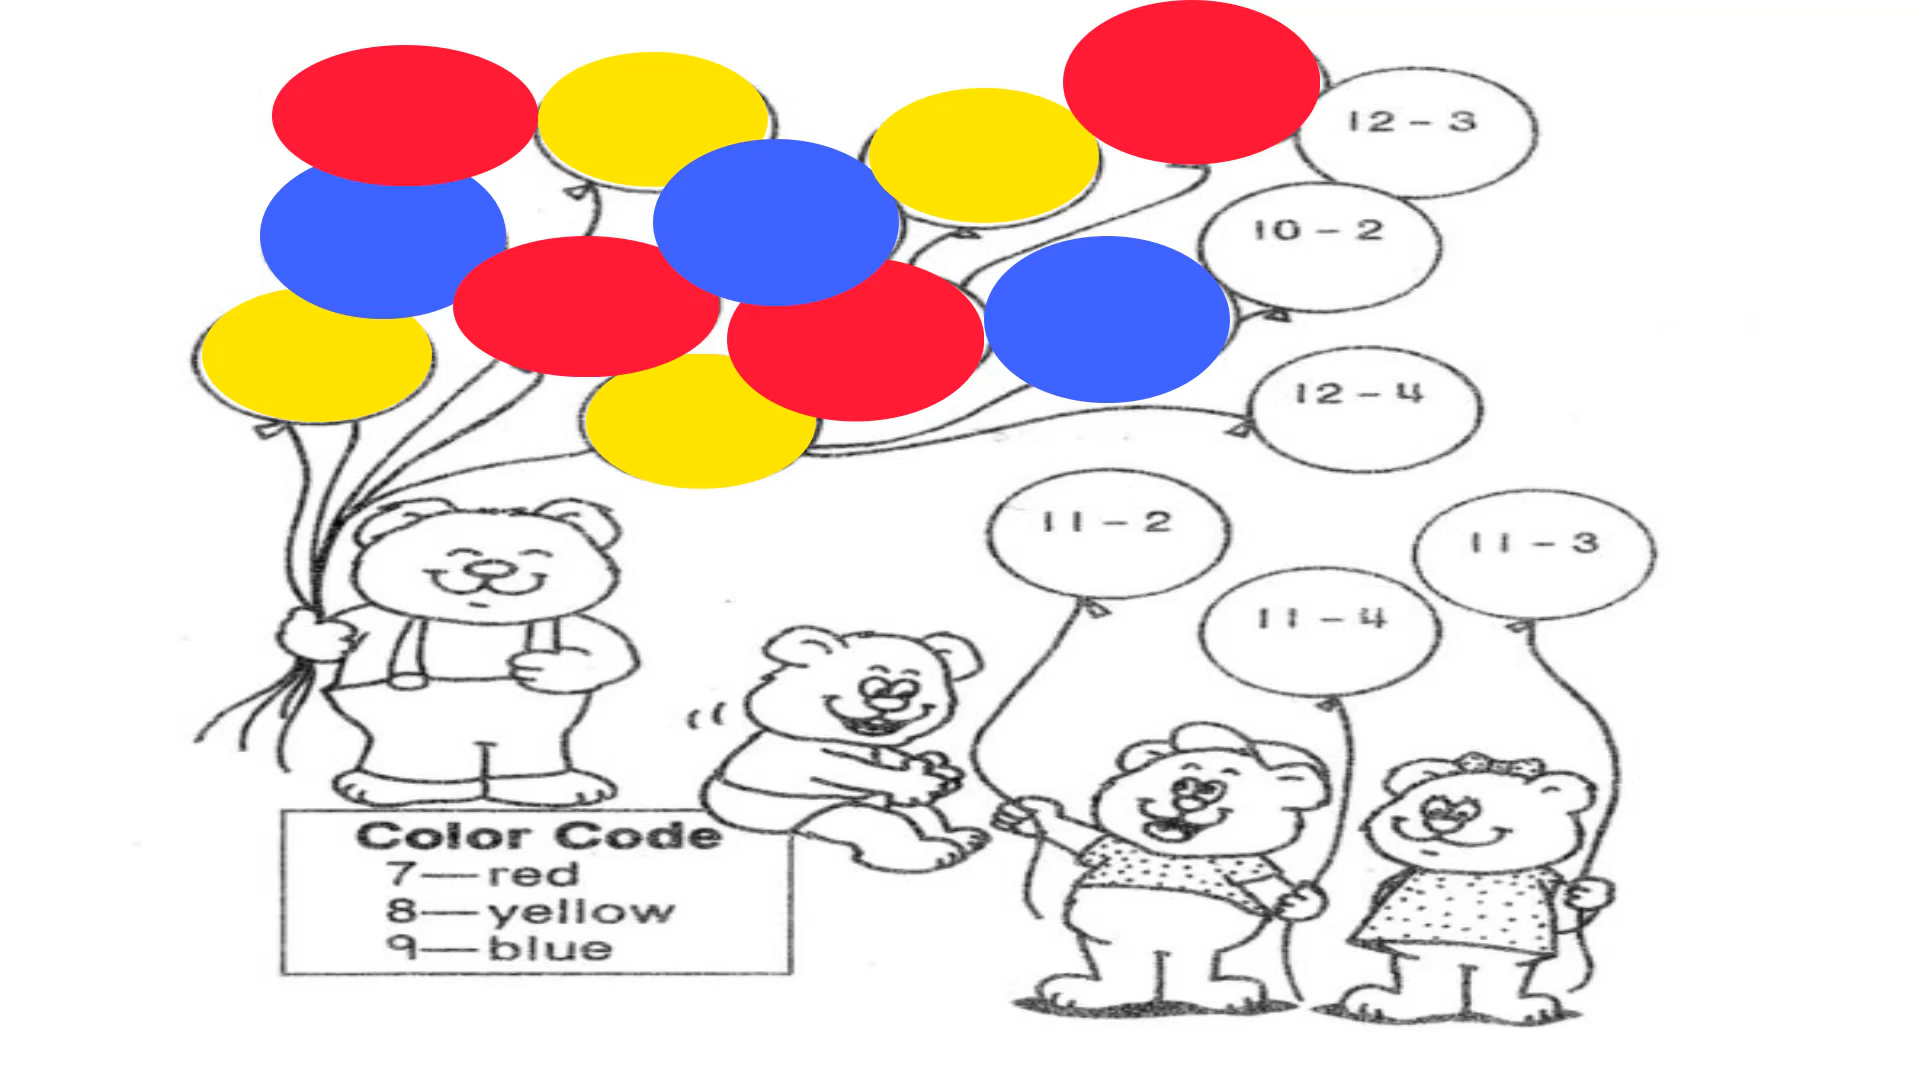 12 - 3
10 - 2
12 - 4
11 - 2
11 - 3
11 - 4
Color Code
7—red
8—yellow
9—blue